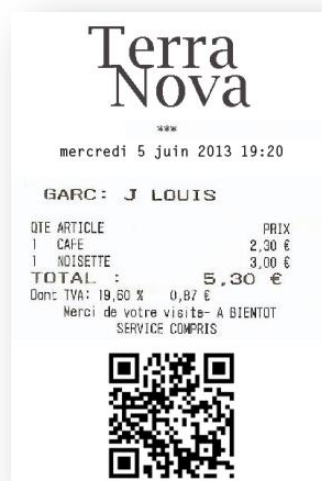 Terra
Nova
***
mercredi 5 juin 2013 19:20
GARC: J LOUIS
QTE ARTICLE PRIX
1 CAFE 2,30 €
1 NOISETTE 3,00 €
TOTAL : 5,30 €
Dont TVA: 19,60 % 0,87 €
Merci de votre visite- A BIENTOT
SERVICE COMPRIS